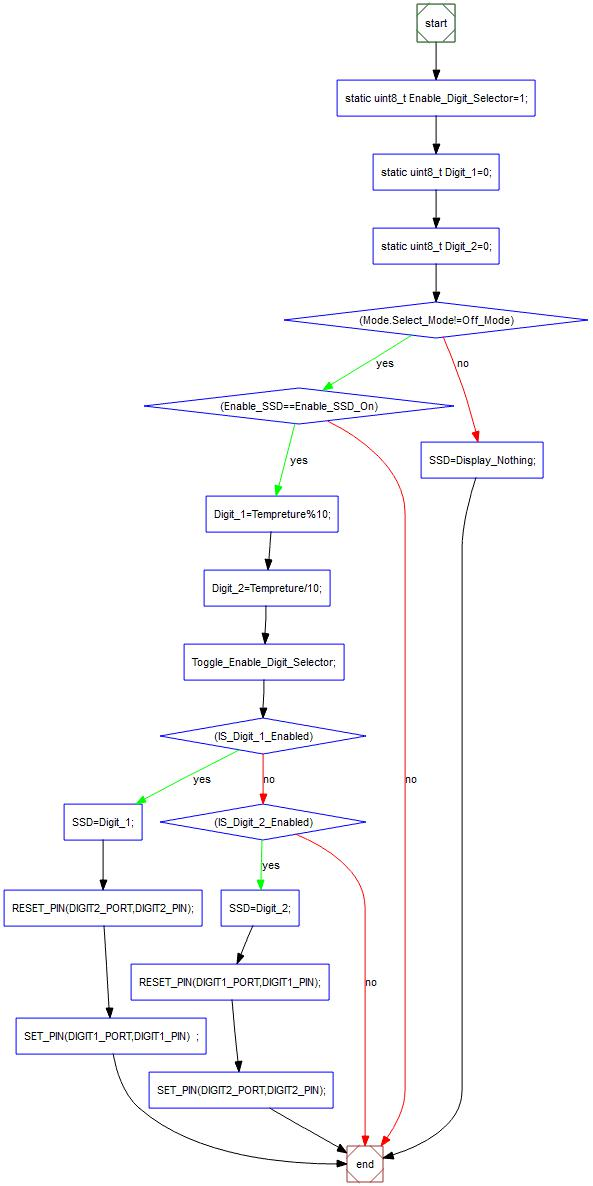 start
static uint8_t Enable_Digit_Selector=1;
static uint8_t Digit_1=0;
static uint8_t Digit_2=0;
(Mode.Select_Mode!=Off_Mode)
yes
no
(Enable_SSD==Enable_SSD_On)
yes
SSD=Display_Nothing;
Digit_1=Tempreture%10;
Digit_2=Tempreture/10;
Toggle_Enable_Digit_Selector;
(IS_Digit_1_Enabled)
yes
no
no
SSD=Digit_1;
(IS_Digit_2_Enabled)
yes
RESET_PIN(DIGIT2_PORT,DIGIT2_PIN);
SSD=Digit_2;
RESET_PIN(DIGIT1_PORT,DIGIT1_PIN);
no
SET_PIN(DIGIT1_PORT,DIGIT1_PIN) ;
SET_PIN(DIGIT2_PORT,DIGIT2_PIN);
end